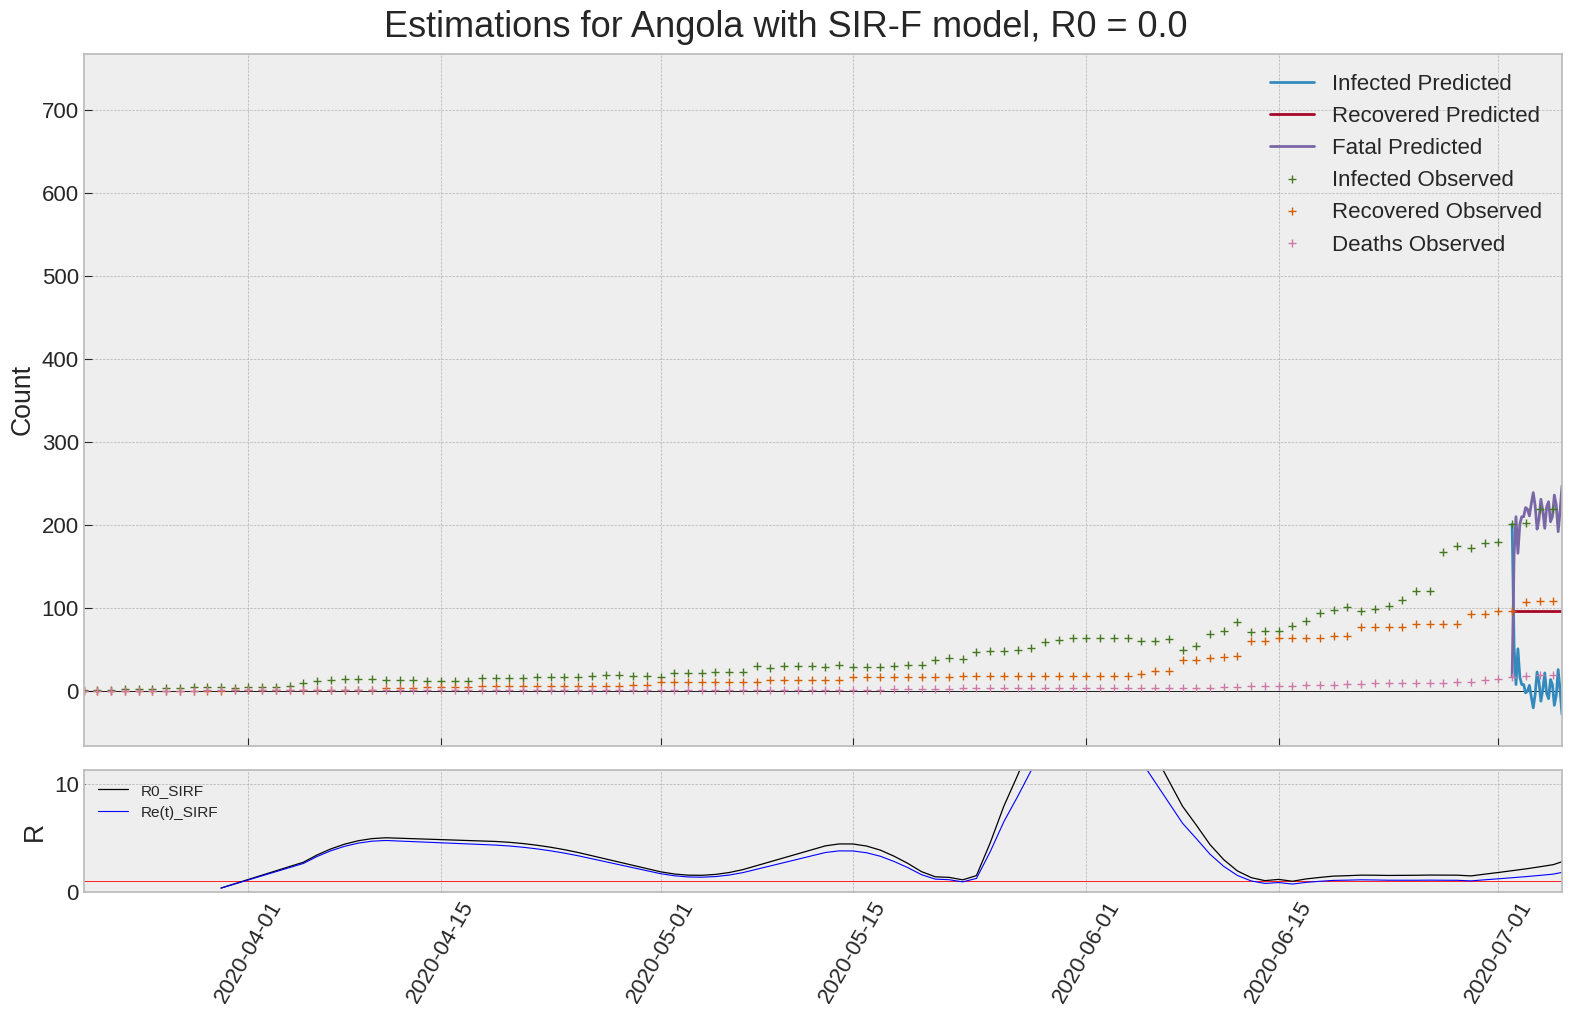 Estimations for Angola with SIR-F model, R0 = 0.0
Count
700
600
500
400
300
200
100
0
Infected Predicted
Recovered Predicted
Fatal Predicted
Infected Observed
Recovered Observed
Deaths Observed
R
10
0
R0_SIRF
Re(t)_SIRF
2020-04-01
2020-04-15
2020-05-01
2020-05-15
2020-06-01
2020-06-15
2020-07-01